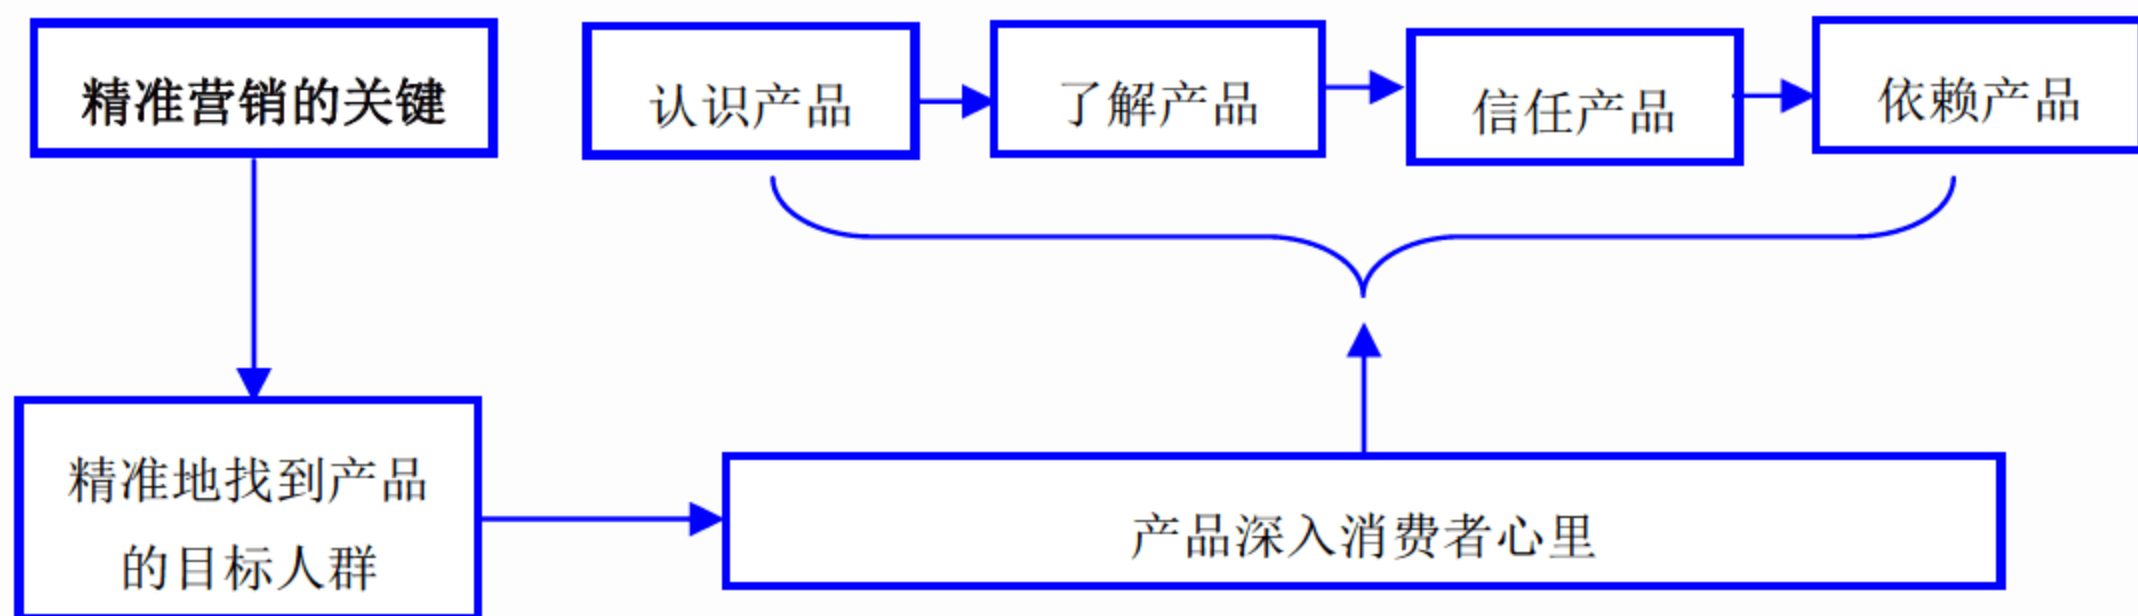 精准营销的关键
认识产品
了解产品
信任产品
依赖产品
精准地找到产品
的目标人群
产品深入消费者心里